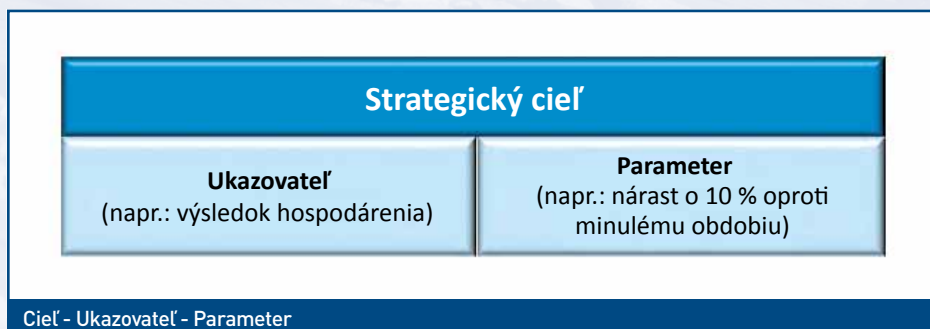 Strategický cieľ
Ukazovateľ
(napr.: výsledok hospodárenia)
Parameter
(napr.: nárast o 10 % oproti
minulému obdobiu)
Cieľ - Ukazovateľ - Parameter